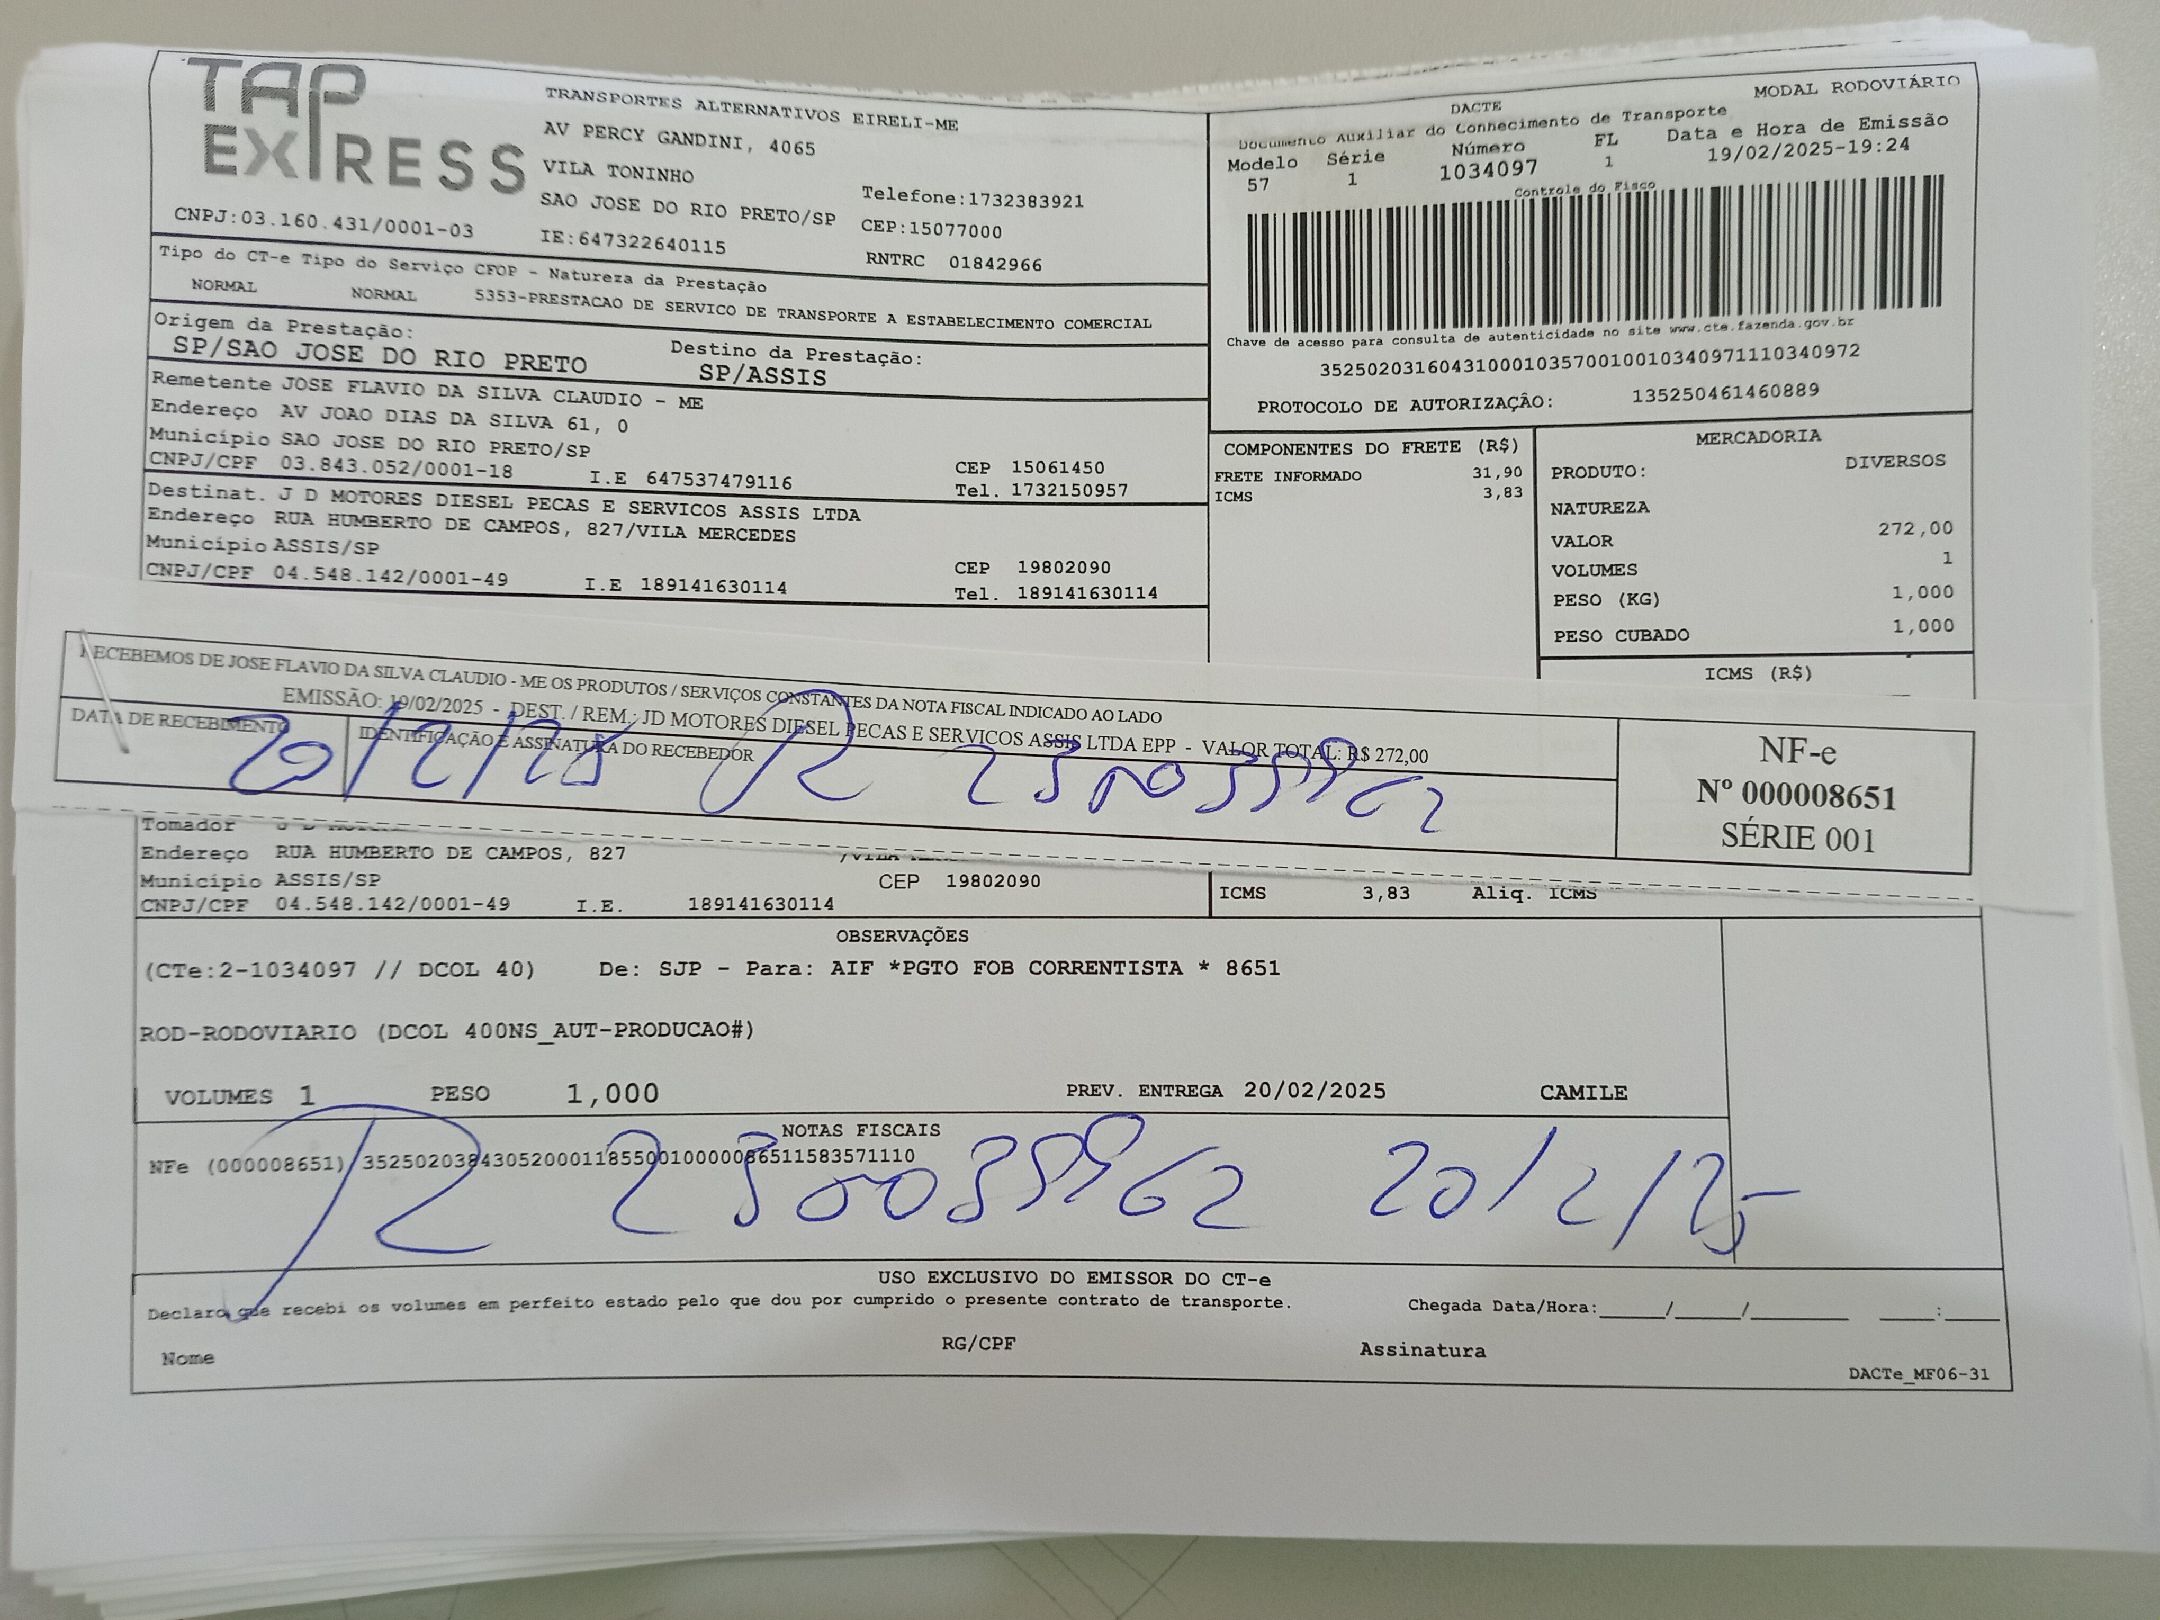 TAP EXPRESS
TRANSPORTES ALTERNATIVOS EIRELI-ME
AV PERCY GANDINI, 4065
VILA TONINHO
SAO JOSE DO RIO PRETO/SP
Telefone:1732383921
CEP:15077000
CNPJ:03.160.431/0001-03
IE:647322640115
RNTRC 01842966
MODAL RODOVIÁRIO
DACTE
Documento Auxiliar do Conhecimento de Transporte
Modelo Série Número FL Data e Hora de Emissão
57 1 1034097 1 19/02/2025-19:24
Controle do Fisco
Chave de acesso para consulta de autenticidade no site www.cte.fazenda.gov.br
35250203160431000103570010010340971110340972
PROTOCOLO DE AUTORIZAÇÃO: 135250461460889
Tipo do CT-e Tipo do Serviço CFOP - Natureza da Prestação
NORMAL NORMAL 5353-PRESTACAO DE SERVICO DE TRANSPORTE A ESTABELECIMENTO COMERCIAL
Origem da Prestação: Destino da Prestação:
SP/SAO JOSE DO RIO PRETO SP/ASSIS
Remetente JOSE FLAVIO DA SILVA CLAUDIO - ME
Endereço AV JOAO DIAS DA SILVA 61, 0
Município SAO JOSE DO RIO PRETO/SP CEP 15061450
CNPJ/CPF 03.843.052/0001-18 I.E 647537479116 Tel. 1732150957
Destinat. J D MOTORES DIESEL PECAS E SERVICOS ASSIS LTDA
Endereço RUA HUMBERTO DE CAMPOS, 827/VILA MERCEDES
Município ASSIS/SP CEP 19802090
CNPJ/CPF 04.548.142/0001-49 I.E 189141630114 Tel. 189141630114
COMPONENTES DO FRETE (R$)
FRETE INFORMADO 31,90
ICMS 3,83
MERCADORIA
PRODUTO: DIVERSOS
NATUREZA
VALOR 272,00
VOLUMES 1
PESO (KG) 1,000
PESO CUBADO 1,000
ICMS (R$)
RECEBEMOS DE JOSE FLAVIO DA SILVA CLAUDIO - ME OS PRODUTOS / SERVIÇOS CONSTANTES DA NOTA FISCAL INDICADO AO LADO
EMISSÃO: 19/02/2025 - DEST. / REM.: JD MOTORES DIESEL PECAS E SERVICOS ASSIS LTDA EPP - VALOR TOTAL: R$ 272,00
DATA DE RECEBIMENTO IDENTIFICAÇÃO E ASSINATURA DO RECEBEDOR
20/2/25
NF-e
Nº 000008651
SÉRIE 001
Tomador
Endereço RUA HUMBERTO DE CAMPOS, 827
Município ASSIS/SP CEP 19802090
CNPJ/CPF 04.548.142/0001-49 I.E. 189141630114
ICMS 3,83 Aliq. ICMS
OBSERVAÇÕES
(CTe:2-1034097 // DCOL 40) De: SJP - Para: AIF *PGTO FOB CORRENTISTA * 8651
ROD-RODOVIARIO (DCOL 400NS_AUT-PRODUCAO#)
VOLUMES 1 PESO 1,000 PREV. ENTREGA 20/02/2025 CAMILE
NOTAS FISCAIS
NFe (000008651) 35250203843052000118550010000086511583571110
20/2/25
USO EXCLUSIVO DO EMISSOR DO CT-e
Declaro que recebi os volumes em perfeito estado pelo que dou por cumprido o presente contrato de transporte.
Chegada Data/Hora:_____/_____/________ _____:_____
Nome RG/CPF Assinatura
DACTe_MF06-31